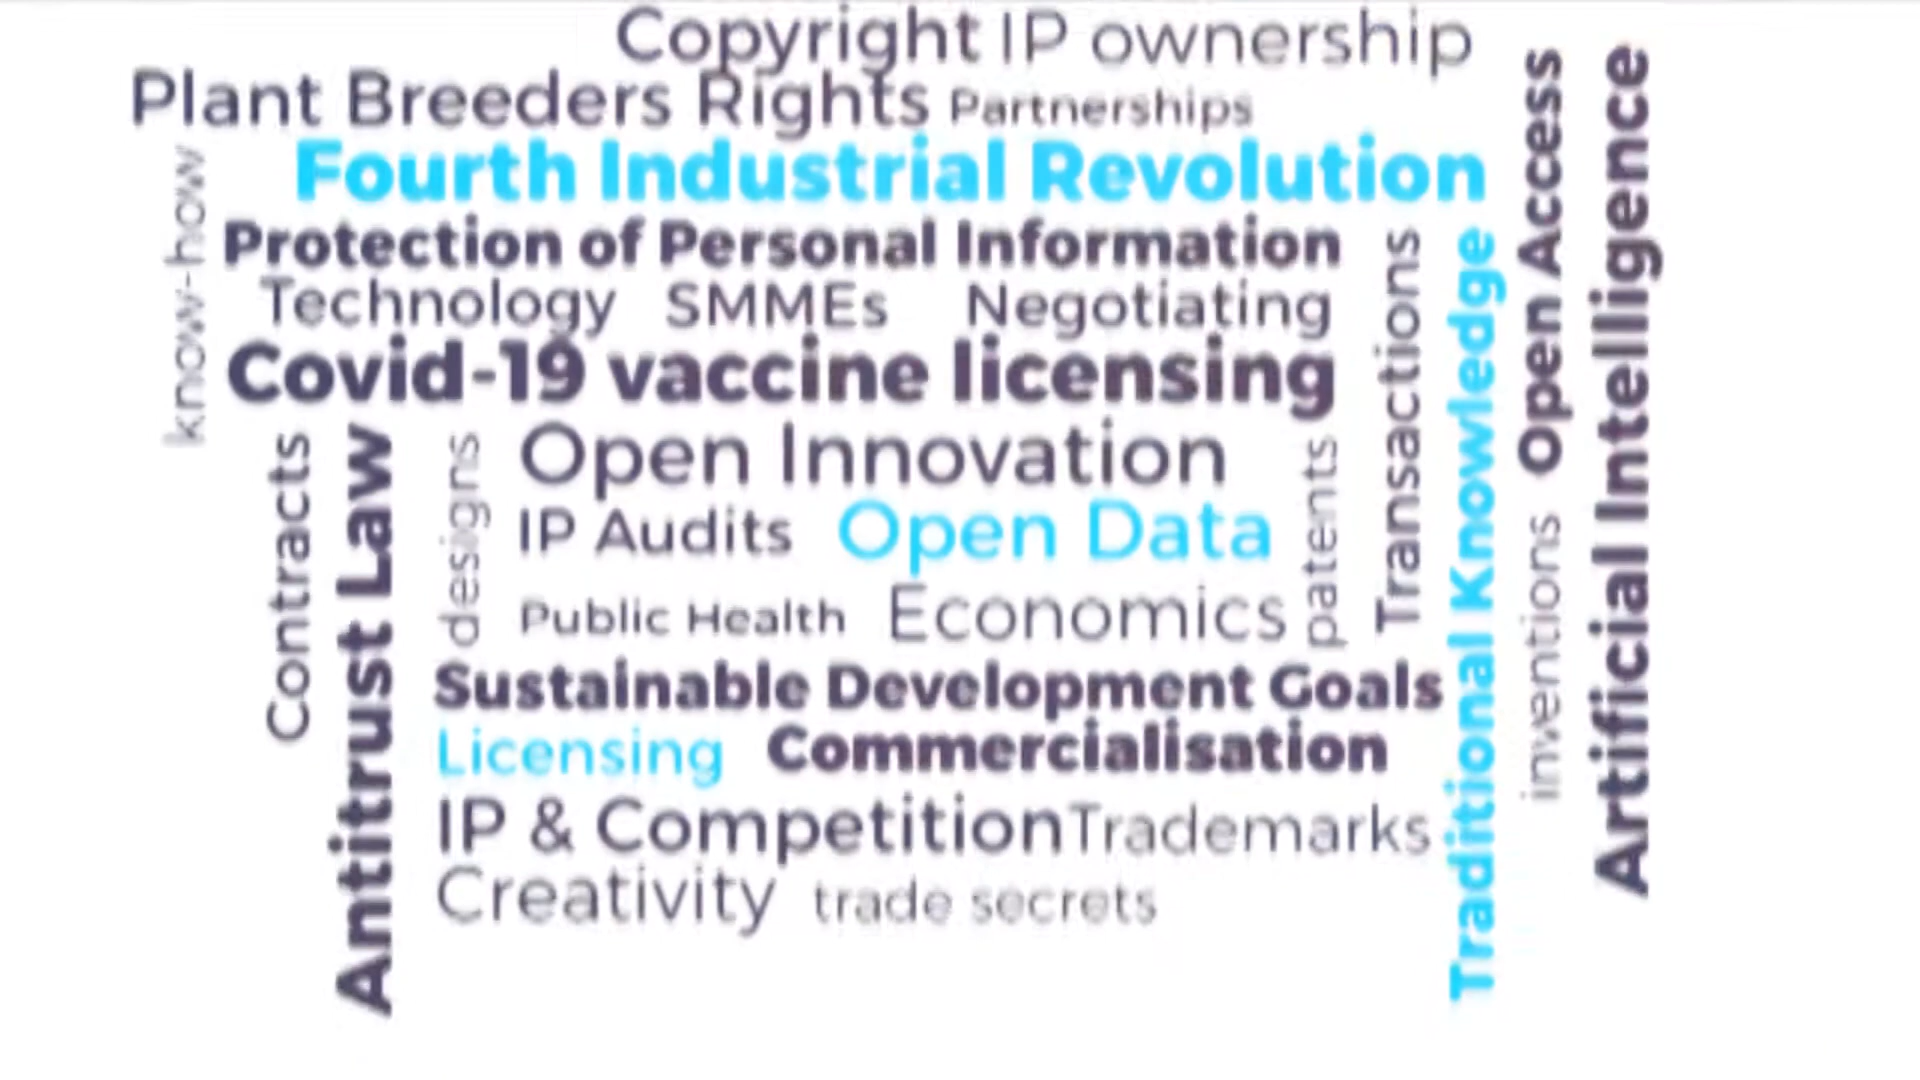 Copyright IP ownership
Plant Breeders Rights Partnerships
Fourth Industrial Revolution
know-how
Protection of Personal Information
Technology SMMEs Negotiating
Covid-19 vaccine licensing
Contracts
Antitrust Law
designs
Open Innovation
IP Audits Open Data
Public Health Economics
patents
Transactions
Sustainable Development Goals
Licensing Commercialisation
IP & Competition Trademarks
Creativity trade secrets
Traditional Knowledge
Open Access
inventions
Artificial Intelligence